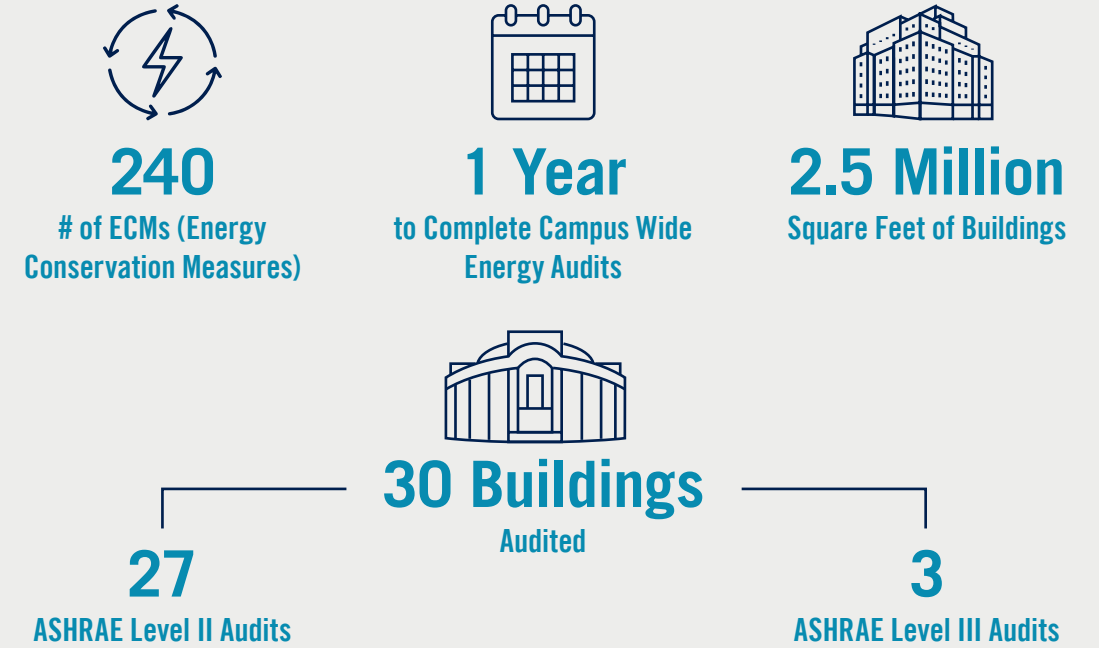 240
# of ECMs (Energy
Conservation Measures)
1 Year
to Complete Campus Wide
Energy Audits
2.5 Million
Square Feet of Buildings
30 Buildings
Audited
27
ASHRAE Level II Audits
3
ASHRAE Level III Audits